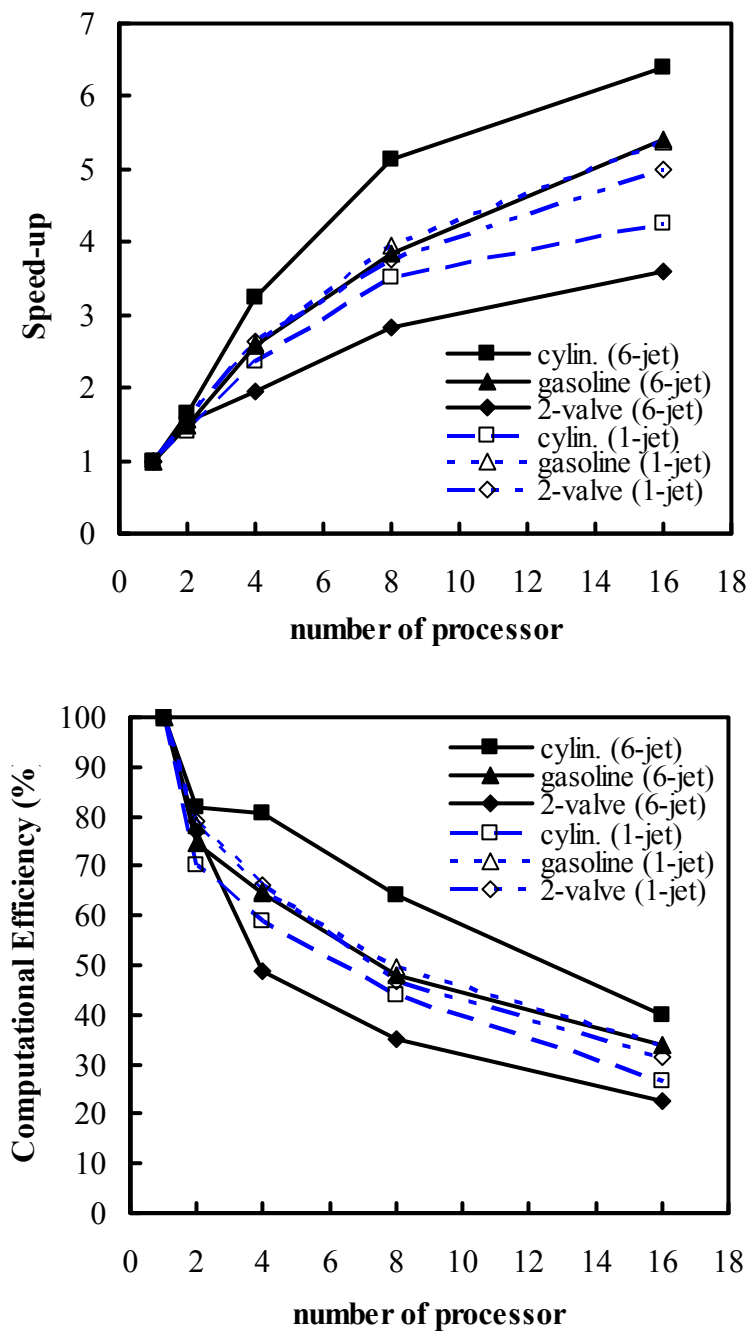 7
6
5
4
3
2
1
0
Speed-up
cylin. (6-jet)
gasoline (6-jet)
2-valve (6-jet)
cylin. (1-jet)
gasoline (1-jet)
2-valve (1-jet)
0 2 4 6 8 10 12 14 16 18
number of processor
100
90
80
70
60
50
40
30
20
10
0
Computational Efficiency (%
cylin. (6-jet)
gasoline (6-jet)
2-valve (6-jet)
cylin. (1-jet)
gasoline (1-jet)
2-valve (1-jet)
0 2 4 6 8 10 12 14 16 18
number of processor